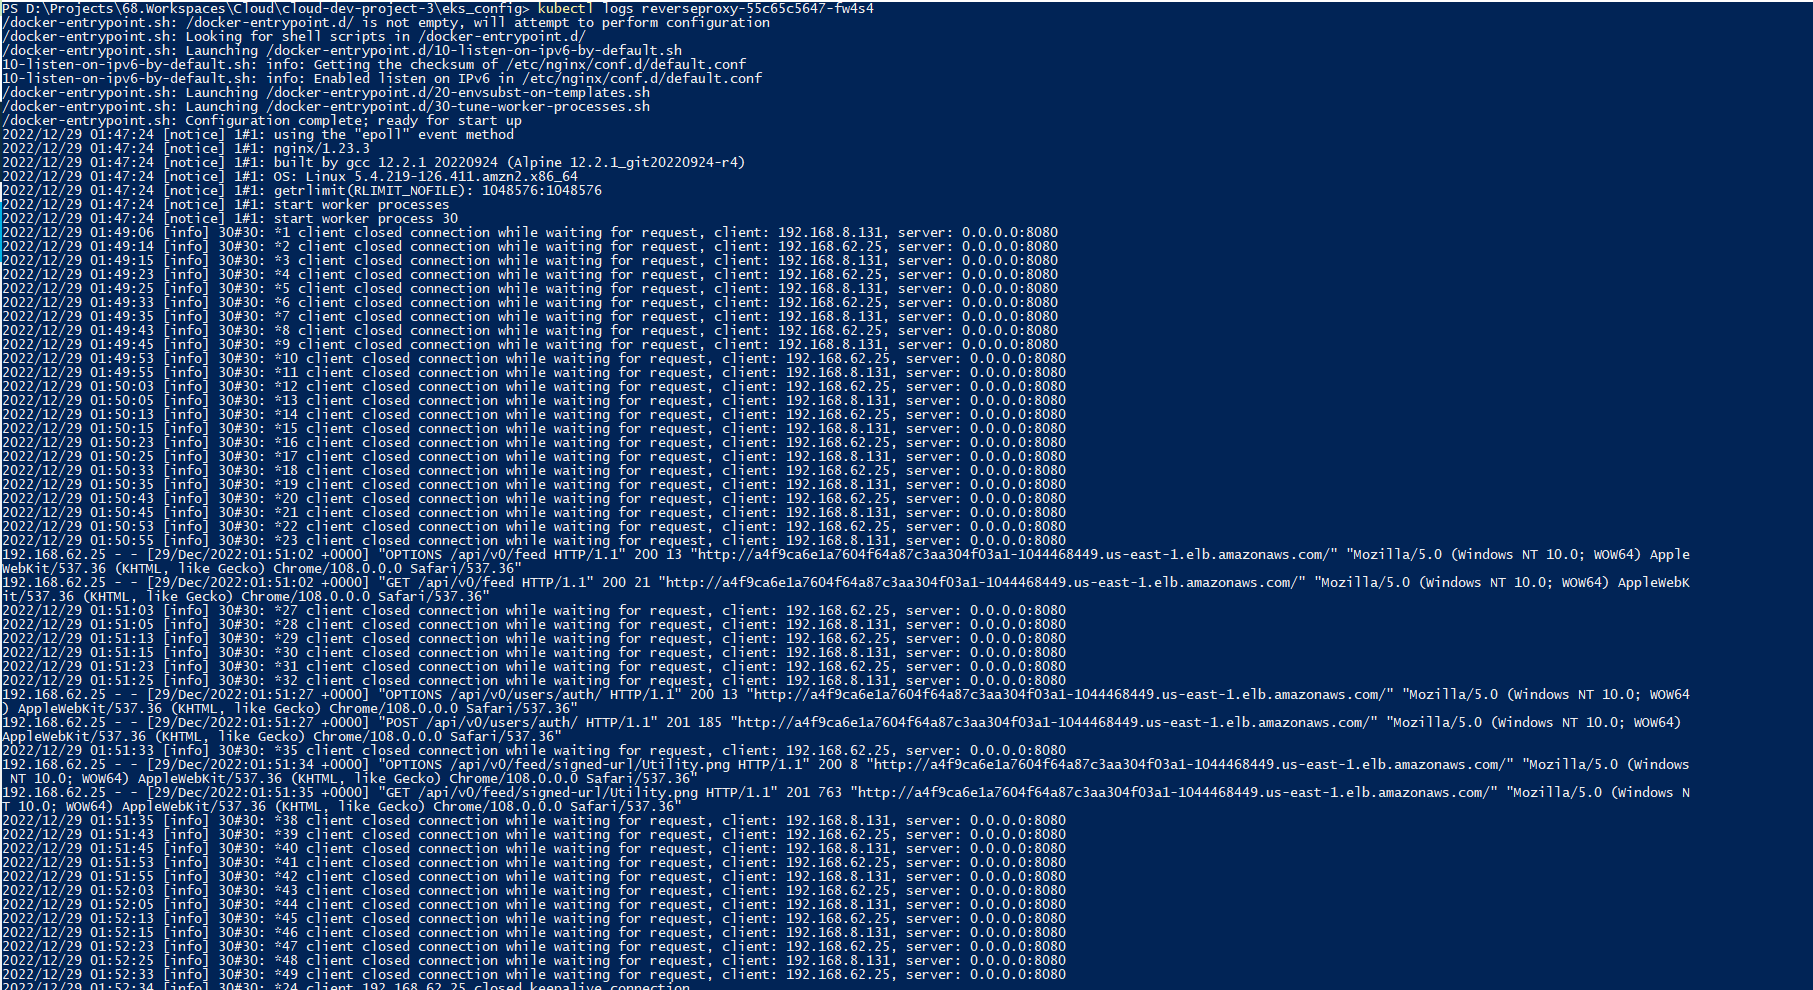 PS D:\Projects\68.Workspaces\Cloud\cloud-dev-project-3\eks_config> kubectl logs reverseproxy-55c65c5647-fw4s4
/docker-entrypoint.sh: /docker-entrypoint.d/ is not empty, will attempt to perform configuration
/docker-entrypoint.sh: Looking for shell scripts in /docker-entrypoint.d/
/docker-entrypoint.sh: Launching /docker-entrypoint.d/10-listen-on-ipv6-by-default.sh
10-listen-on-ipv6-by-default.sh: info: Getting the checksum of /etc/nginx/conf.d/default.conf
10-listen-on-ipv6-by-default.sh: info: Enabled listen on IPv6 in /etc/nginx/conf.d/default.conf
/docker-entrypoint.sh: Launching /docker-entrypoint.d/20-envsubst-on-templates.sh
/docker-entrypoint.sh: Launching /docker-entrypoint.d/30-tune-worker-processes.sh
/docker-entrypoint.sh: Configuration complete; ready for start up
2022/12/29 01:47:24 [notice] 1#1: using the "epoll" event method
2022/12/29 01:47:24 [notice] 1#1: nginx/1.23.3
2022/12/29 01:47:24 [notice] 1#1: built by gcc 12.2.1 20220924 (Alpine 12.2.1_git20220924-r4)
2022/12/29 01:47:24 [notice] 1#1: OS: Linux 5.4.219-126.411.amzn2.x86_64
2022/12/29 01:47:24 [notice] 1#1: getrlimit(RLIMIT_NOFILE): 1048576:1048576
2022/12/29 01:47:24 [notice] 1#1: start worker processes
2022/12/29 01:47:24 [notice] 1#1: start worker process 30
2022/12/29 01:49:06 [info] 30#30: *1 client closed connection while waiting for request, client: 192.168.8.131, server: 0.0.0.0:8080
2022/12/29 01:49:14 [info] 30#30: *2 client closed connection while waiting for request, client: 192.168.62.25, server: 0.0.0.0:8080
2022/12/29 01:49:15 [info] 30#30: *3 client closed connection while waiting for request, client: 192.168.8.131, server: 0.0.0.0:8080
2022/12/29 01:49:23 [info] 30#30: *4 client closed connection while waiting for request, client: 192.168.62.25, server: 0.0.0.0:8080
2022/12/29 01:49:25 [info] 30#30: *5 client closed connection while waiting for request, client: 192.168.8.131, server: 0.0.0.0:8080
2022/12/29 01:49:33 [info] 30#30: *6 client closed connection while waiting for request, client: 192.168.62.25, server: 0.0.0.0:8080
2022/12/29 01:49:35 [info] 30#30: *7 client closed connection while waiting for request, client: 192.168.8.131, server: 0.0.0.0:8080
2022/12/29 01:49:43 [info] 30#30: *8 client closed connection while waiting for request, client: 192.168.62.25, server: 0.0.0.0:8080
2022/12/29 01:49:45 [info] 30#30: *9 client closed connection while waiting for request, client: 192.168.8.131, server: 0.0.0.0:8080
2022/12/29 01:49:53 [info] 30#30: *10 client closed connection while waiting for request, client: 192.168.62.25, server: 0.0.0.0:8080
2022/12/29 01:49:55 [info] 30#30: *11 client closed connection while waiting for request, client: 192.168.8.131, server: 0.0.0.0:8080
2022/12/29 01:50:03 [info] 30#30: *12 client closed connection while waiting for request, client: 192.168.62.25, server: 0.0.0.0:8080
2022/12/29 01:50:05 [info] 30#30: *13 client closed connection while waiting for request, client: 192.168.8.131, server: 0.0.0.0:8080
2022/12/29 01:50:13 [info] 30#30: *14 client closed connection while waiting for request, client: 192.168.62.25, server: 0.0.0.0:8080
2022/12/29 01:50:15 [info] 30#30: *15 client closed connection while waiting for request, client: 192.168.8.131, server: 0.0.0.0:8080
2022/12/29 01:50:23 [info] 30#30: *16 client closed connection while waiting for request, client: 192.168.62.25, server: 0.0.0.0:8080
2022/12/29 01:50:25 [info] 30#30: *17 client closed connection while waiting for request, client: 192.168.8.131, server: 0.0.0.0:8080
2022/12/29 01:50:33 [info] 30#30: *18 client closed connection while waiting for request, client: 192.168.62.25, server: 0.0.0.0:8080
2022/12/29 01:50:35 [info] 30#30: *19 client closed connection while waiting for request, client: 192.168.8.131, server: 0.0.0.0:8080
2022/12/29 01:50:43 [info] 30#30: *20 client closed connection while waiting for request, client: 192.168.62.25, server: 0.0.0.0:8080
2022/12/29 01:50:45 [info] 30#30: *21 client closed connection while waiting for request, client: 192.168.8.131, server: 0.0.0.0:8080
2022/12/29 01:50:53 [info] 30#30: *22 client closed connection while waiting for request, client: 192.168.62.25, server: 0.0.0.0:8080
2022/12/29 01:50:55 [info] 30#30: *23 client closed connection while waiting for request, client: 192.168.8.131, server: 0.0.0.0:8080
192.168.62.25 - - [29/Dec/2022:01:51:02 +0000] "OPTIONS /api/v0/feed HTTP/1.1" 200 13 "http://a4f9ca6e1a7604f64a87c3aa304f03a1-1044468449.us-east-1.elb.amazonaws.com/" "Mozilla/5.0 (Windows NT 10.0; WOW64) Apple
WebKit/537.36 (KHTML, like Gecko) Chrome/108.0.0.0 Safari/537.36"
192.168.62.25 - - [29/Dec/2022:01:51:02 +0000] "GET /api/v0/feed HTTP/1.1" 200 21 "http://a4f9ca6e1a7604f64a87c3aa304f03a1-1044468449.us-east-1.elb.amazonaws.com/" "Mozilla/5.0 (Windows NT 10.0; WOW64) AppleWebK
it/537.36 (KHTML, like Gecko) Chrome/108.0.0.0 Safari/537.36"
2022/12/29 01:51:03 [info] 30#30: *27 client closed connection while waiting for request, client: 192.168.62.25, server: 0.0.0.0:8080
2022/12/29 01:51:05 [info] 30#30: *28 client closed connection while waiting for request, client: 192.168.8.131, server: 0.0.0.0:8080
2022/12/29 01:51:13 [info] 30#30: *29 client closed connection while waiting for request, client: 192.168.62.25, server: 0.0.0.0:8080
2022/12/29 01:51:15 [info] 30#30: *30 client closed connection while waiting for request, client: 192.168.8.131, server: 0.0.0.0:8080
2022/12/29 01:51:23 [info] 30#30: *31 client closed connection while waiting for request, client: 192.168.62.25, server: 0.0.0.0:8080
2022/12/29 01:51:25 [info] 30#30: *32 client closed connection while waiting for request, client: 192.168.8.131, server: 0.0.0.0:8080
192.168.62.25 - - [29/Dec/2022:01:51:27 +0000] "OPTIONS /api/v0/users/auth/ HTTP/1.1" 200 13 "http://a4f9ca6e1a7604f64a87c3aa304f03a1-1044468449.us-east-1.elb.amazonaws.com/" "Mozilla/5.0 (Windows NT 10.0; WOW64
) AppleWebKit/537.36 (KHTML, like Gecko) Chrome/108.0.0.0 Safari/537.36"
192.168.62.25 - - [29/Dec/2022:01:51:27 +0000] "POST /api/v0/users/auth/ HTTP/1.1" 201 185 "http://a4f9ca6e1a7604f64a87c3aa304f03a1-1044468449.us-east-1.elb.amazonaws.com/" "Mozilla/5.0 (Windows NT 10.0; WOW64)
AppleWebKit/537.36 (KHTML, like Gecko) Chrome/108.0.0.0 Safari/537.36"
2022/12/29 01:51:33 [info] 30#30: *35 client closed connection while waiting for request, client: 192.168.62.25, server: 0.0.0.0:8080
192.168.62.25 - - [29/Dec/2022:01:51:34 +0000] "OPTIONS /api/v0/feed/signed-url/Utility.png HTTP/1.1" 200 8 "http://a4f9ca6e1a7604f64a87c3aa304f03a1-1044468449.us-east-1.elb.amazonaws.com/" "Mozilla/5.0 (Windows
 NT 10.0; WOW64) AppleWebKit/537.36 (KHTML, like Gecko) Chrome/108.0.0.0 Safari/537.36"
192.168.62.25 - - [29/Dec/2022:01:51:35 +0000] "GET /api/v0/feed/signed-url/Utility.png HTTP/1.1" 201 763 "http://a4f9ca6e1a7604f64a87c3aa304f03a1-1044468449.us-east-1.elb.amazonaws.com/" "Mozilla/5.0 (Windows N
T 10.0; WOW64) AppleWebKit/537.36 (KHTML, like Gecko) Chrome/108.0.0.0 Safari/537.36"
2022/12/29 01:51:35 [info] 30#30: *38 client closed connection while waiting for request, client: 192.168.8.131, server: 0.0.0.0:8080
2022/12/29 01:51:43 [info] 30#30: *39 client closed connection while waiting for request, client: 192.168.62.25, server: 0.0.0.0:8080
2022/12/29 01:51:45 [info] 30#30: *40 client closed connection while waiting for request, client: 192.168.8.131, server: 0.0.0.0:8080
2022/12/29 01:51:53 [info] 30#30: *41 client closed connection while waiting for request, client: 192.168.62.25, server: 0.0.0.0:8080
2022/12/29 01:51:55 [info] 30#30: *42 client closed connection while waiting for request, client: 192.168.8.131, server: 0.0.0.0:8080
2022/12/29 01:52:03 [info] 30#30: *43 client closed connection while waiting for request, client: 192.168.62.25, server: 0.0.0.0:8080
2022/12/29 01:52:05 [info] 30#30: *44 client closed connection while waiting for request, client: 192.168.8.131, server: 0.0.0.0:8080
2022/12/29 01:52:13 [info] 30#30: *45 client closed connection while waiting for request, client: 192.168.62.25, server: 0.0.0.0:8080
2022/12/29 01:52:15 [info] 30#30: *46 client closed connection while waiting for request, client: 192.168.8.131, server: 0.0.0.0:8080
2022/12/29 01:52:23 [info] 30#30: *47 client closed connection while waiting for request, client: 192.168.62.25, server: 0.0.0.0:8080
2022/12/29 01:52:25 [info] 30#30: *48 client closed connection while waiting for request, client: 192.168.8.131, server: 0.0.0.0:8080
2022/12/29 01:52:33 [info] 30#30: *49 client closed connection while waiting for request, client: 192.168.62.25, server: 0.0.0.0:8080
2022/12/29 01:52:34 [info] 30#30: *24 client 192.168.62.25 closed keepalive connection